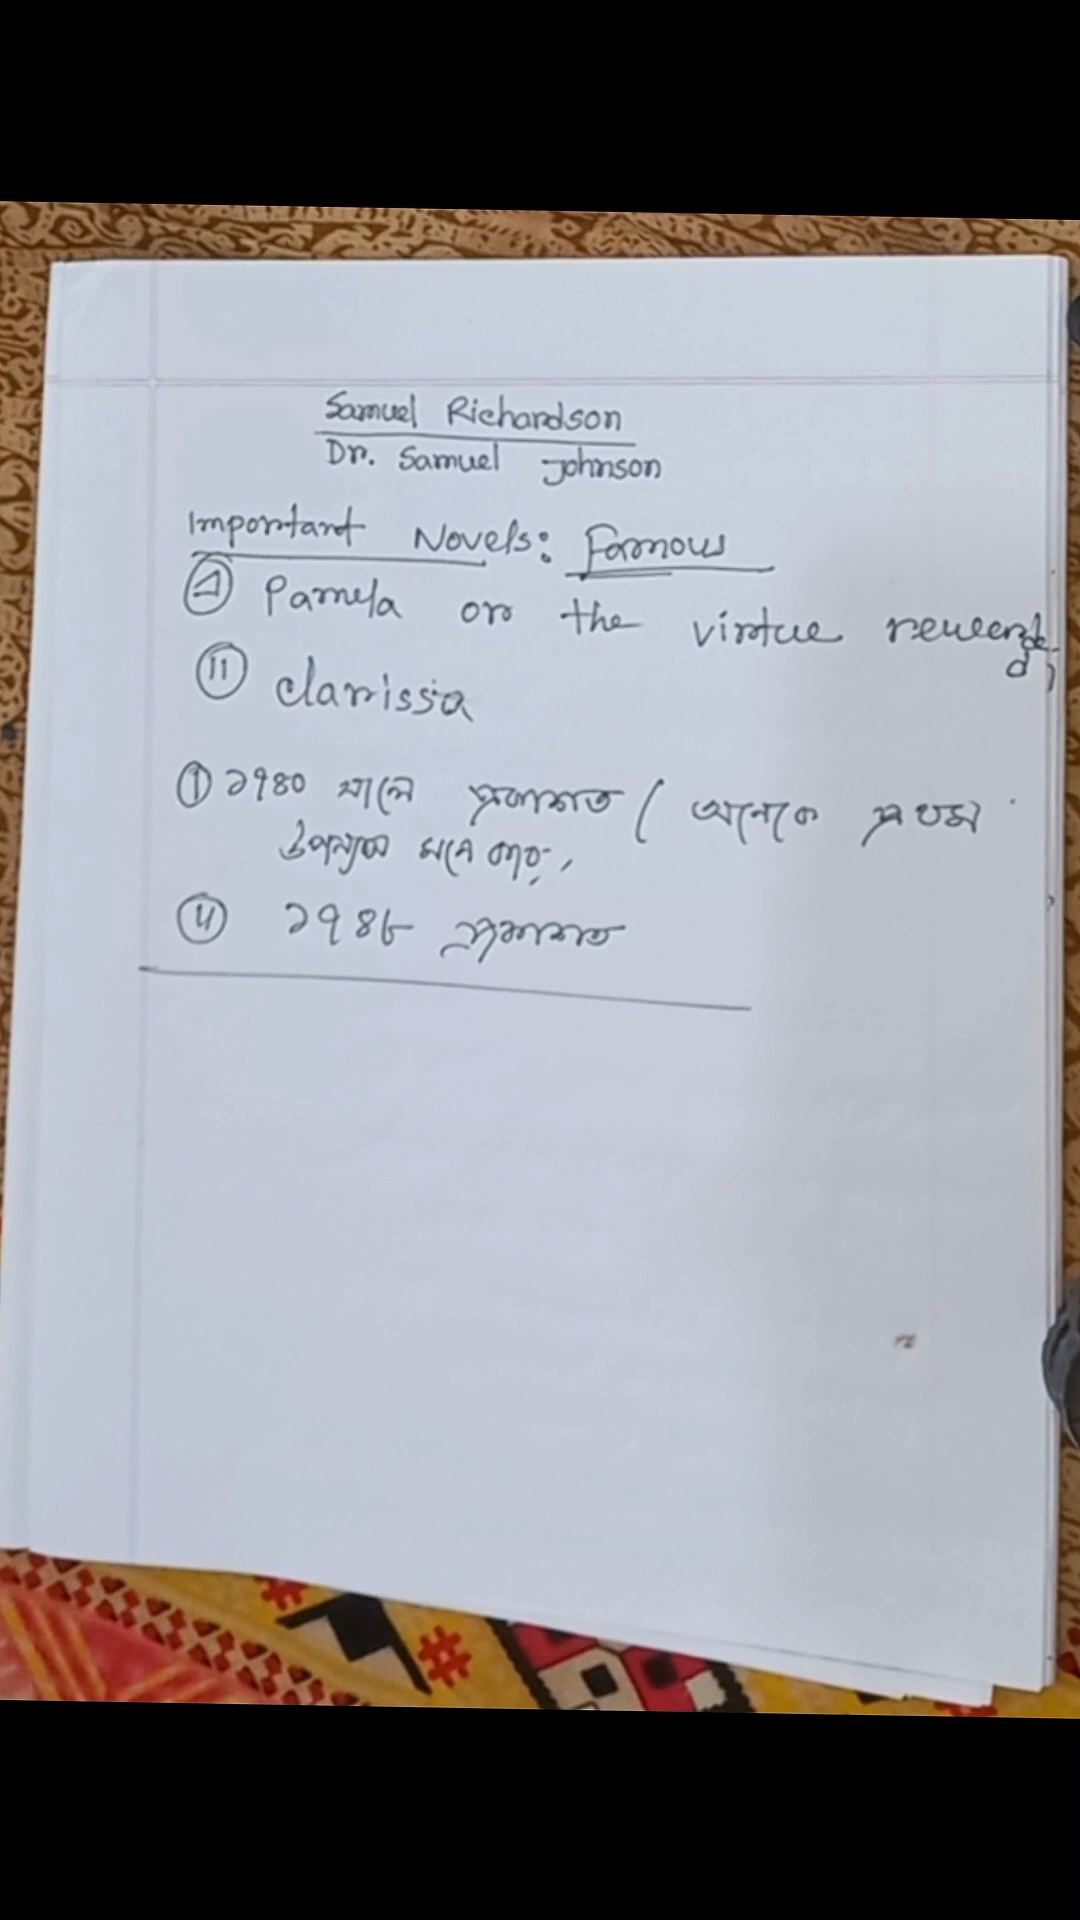 Samuel Richardson
Dr. Samuel Johnson
Important Novels: Famous
I Pamela or the virtue rewarded
II clarissa
I ১৭৪০ সালে প্রকাশিত ( অনেকে প্রথম
উপন্যাস মনে করে,
II ১৭৪৮ প্রকাশিত